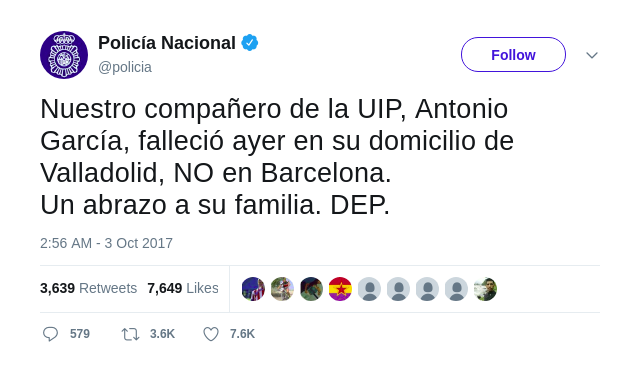 Policía Nacional
@policia
Follow
Nuestro compañero de la UIP, Antonio
García, falleció ayer en su domicilio de
Valladolid, NO en Barcelona.
Un abrazo a su familia. DEP.
2:56 AM - 3 Oct 2017
3,639 Retweets 7,649 Likes
579 3.6K 7.6K